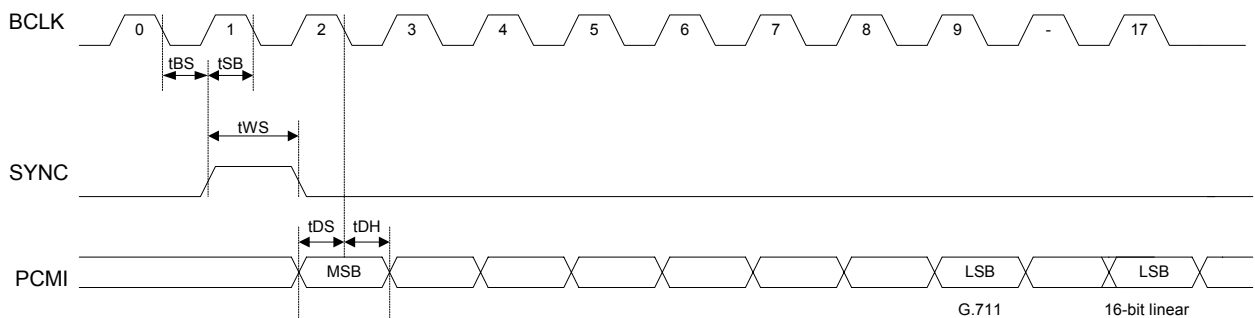 BCLK 0 1 2 3 4 5 6 7 8 9 - 17
tBS tSB
tWS
SYNC
tDS tDH
PCMI MSB LSB LSB
G.711 16-bit linear